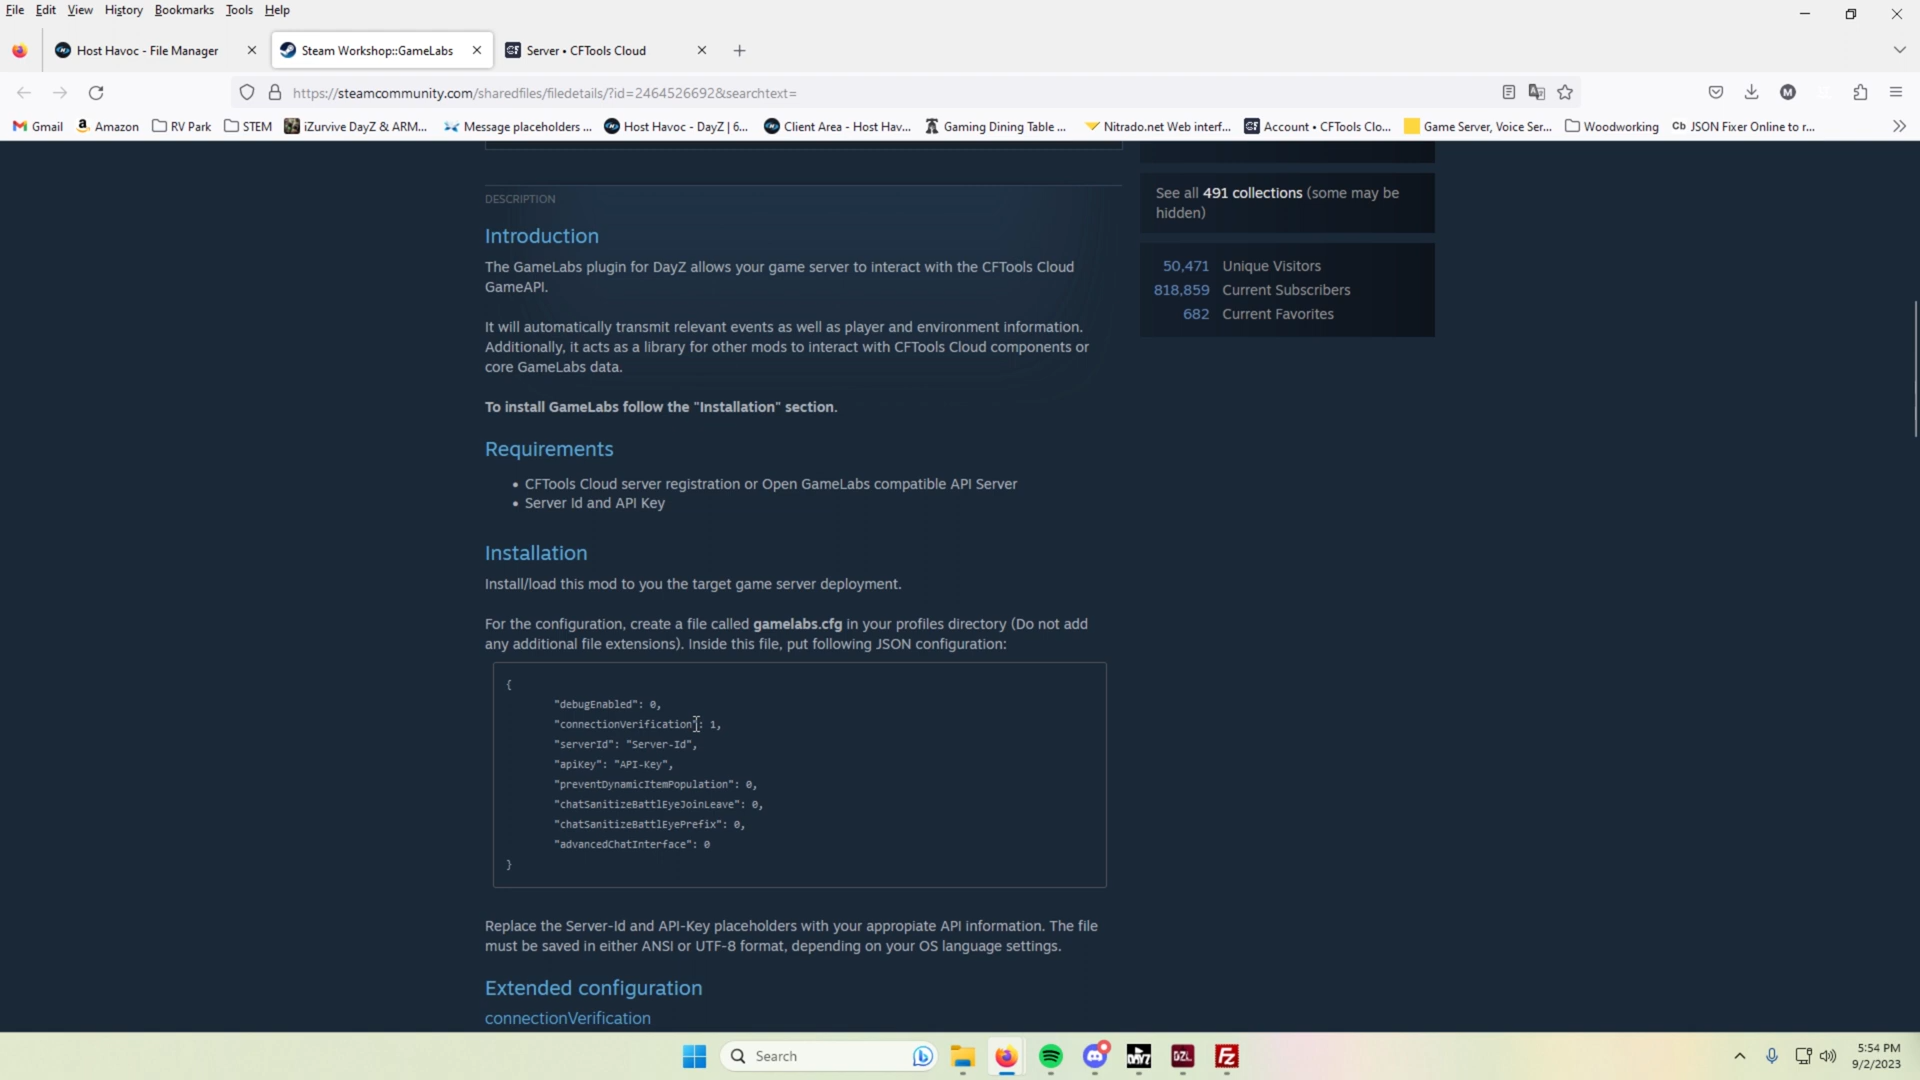 File Edit View History Bookmarks Tools Help
Host Havoc - File Manager
Steam Workshop::GameLabs
Server • CFTools Cloud
https://steamcommunity.com/sharedfiles/filedetails/?id=2464526692&searchtext=
Gmail
Amazon
RV Park
STEM
iZurvive DayZ & ARM...
Message placeholders ...
Host Havoc - DayZ | 6...
Client Area - Host Hav...
Gaming Dining Table ...
Nitrado.net Web interf...
Account • CFTools Clo...
Game Server, Voice Ser...
Woodworking
JSON Fixer Online to r...
DESCRIPTION
Introduction
The GameLabs plugin for DayZ allows your game server to interact with the CFTools Cloud
GameAPI.
It will automatically transmit relevant events as well as player and environment information.
Additionally, it acts as a library for other mods to interact with CFTools Cloud components or
core GameLabs data.
To install GameLabs follow the "Installation" section.
Requirements
• CFTools Cloud server registration or Open GameLabs compatible API Server
• Server Id and API Key
Installation
Install/load this mod to you the target game server deployment.
For the configuration, create a file called gamelabs.cfg in your profiles directory (Do not add
any additional file extensions). Inside this file, put following JSON configuration:
{
"debugEnabled": 0,
"connectionVerification": 1,
"serverId": "Server-Id",
"apiKey": "API-Key",
"preventDynamicItemPopulation": 0,
"chatSanitizeBattlEyeJoinLeave": 0,
"chatSanitizeBattlEyePrefix": 0,
"advancedChatInterface": 0
}
Replace the Server-Id and API-Key placeholders with your appropiate API information. The file
must be saved in either ANSI or UTF-8 format, depending on your OS language settings.
Extended configuration
connectionVerification
See all 491 collections (some may be
hidden)
50,471 Unique Visitors
818,859 Current Subscribers
682 Current Favorites
Search
DAYZ
DZL
FZ
5:54 PM
9/2/2023